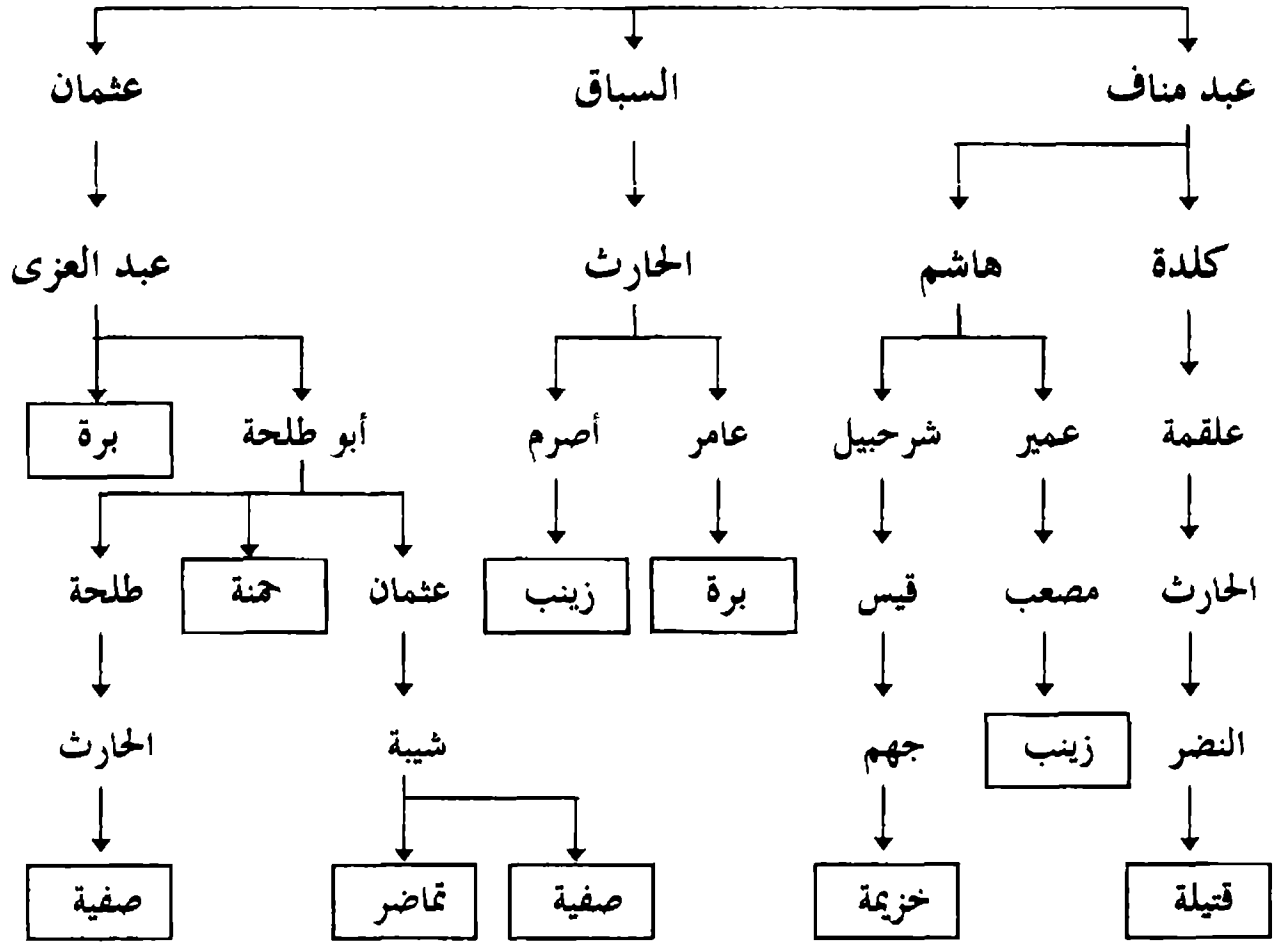 عبد مناف السباق عثمان
كلدة هاشم الحارث عبد العزى
علقمة عمير شرحبيل عامر أصرم أبو طلحة برة
الحارث مصعب قيس برة زينب عثمان حمنة طلحة
النضر زينب جهم شيبة الحارث
قتيلة خزيمة صفية تماضر صفية